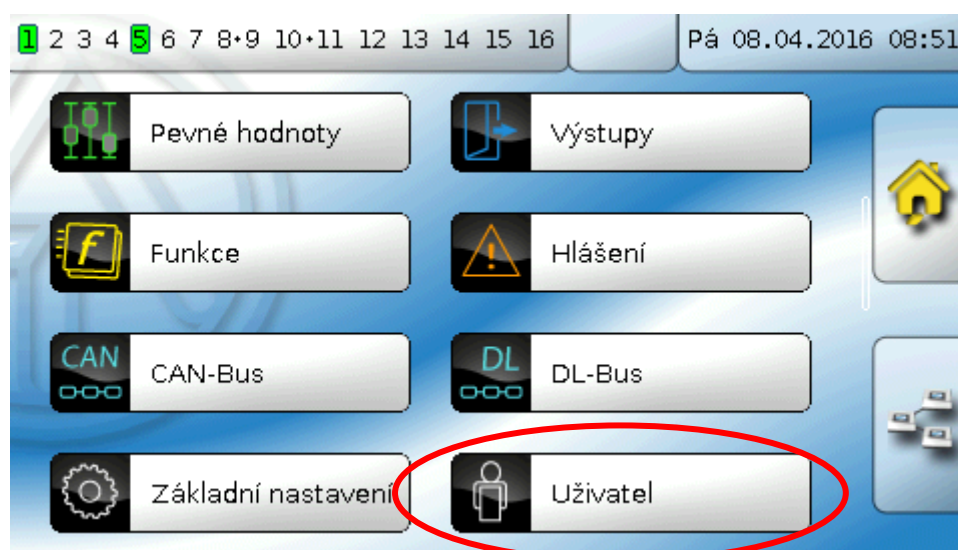 1 2 3 4 5 6 7 8•9 10•11 12 13 14 15 16 Pá 08.04.2016 08:51
Pevné hodnoty Výstupy
Funkce Hlášení
CAN CAN-Bus DL DL-Bus
Základní nastavení Uživatel